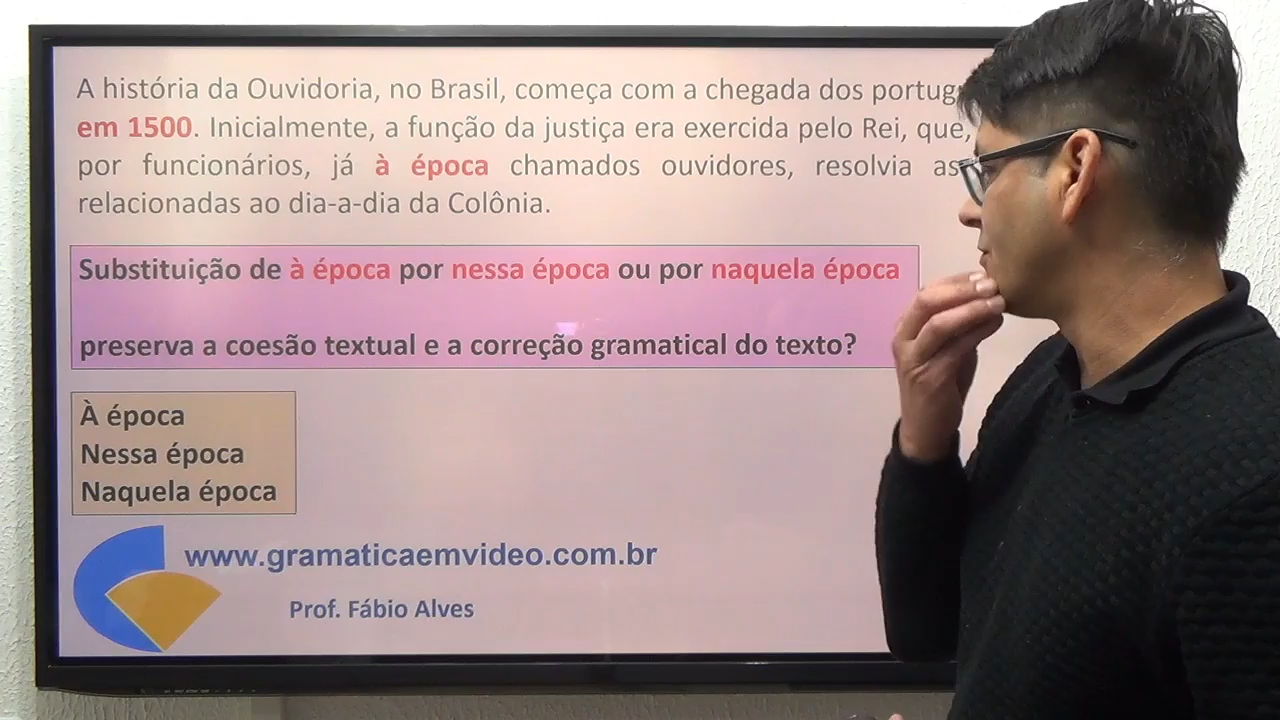 A história da Ouvidoria, no Brasil, começa com a chegada dos
em 1500. Inicialmente, a função da justiça era exercida pelo Rei, que,
por funcionários, já à época chamados ouvidores, resolvia
relacionadas ao dia-a-dia da Colônia.
Substituição de à época por nessa época ou por naquela época
preserva a coesão textual e a correção gramatical do texto?
À época
Nessa época
Naquela época
www.gramaticaemvideo.com.br
Prof. Fábio Alves